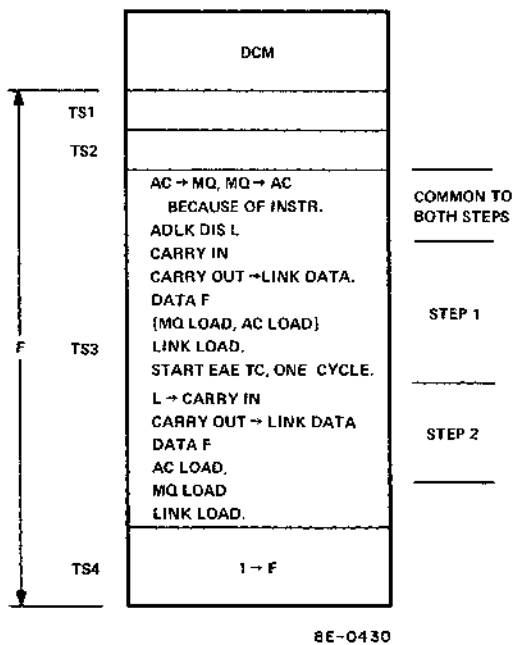 DCM
TS1
TS2
AC → MQ, MQ → AC
BECAUSE OF INSTR.
ADLK DIS L
COMMON TO
BOTH STEPS
CARRY IN
CARRY OUT → LINK DATA.
DATA F
(MQ LOAD, AC LOAD)
LINK LOAD.
START EAE TC, ONE CYCLE.
STEP 1
F
TS3
L → CARRY IN
CARRY OUT → LINK DATA
DATA F
AC LOAD,
MQ LOAD
LINK LOAD.
STEP 2
TS4
1 → F
8E-0430